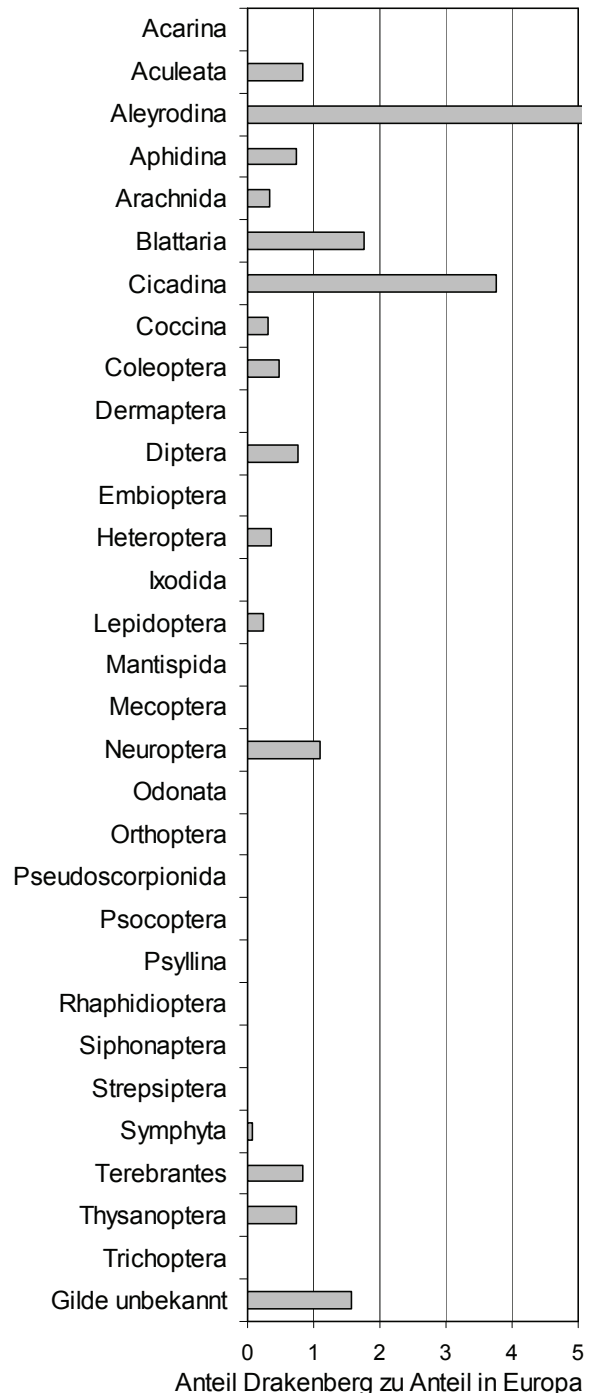 Acarina
Aculeata
Aleyrodina
Aphidina
Arachnida
Blattaria
Cicadina
Coccina
Coleoptera
Dermaptera
Diptera
Embioptera
Heteroptera
Ixodida
Lepidoptera
Mantispida
Mecoptera
Neuroptera
Odonata
Orthoptera
Pseudoscorpionida
Psocoptera
Psyllina
Rhaphidioptera
Siphonaptera
Strepsiptera
Symphyta
Terebrantes
Thysanoptera
Trichoptera
Gilde unbekannt
0 1 2 3 4 5
Anteil Drakenberg zu Anteil in Europa